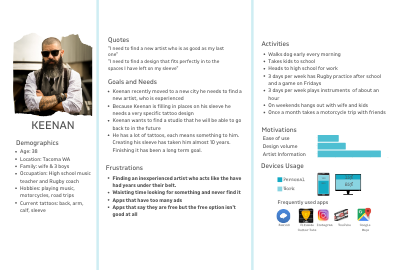 KEENAN
Demographics
Age: 38
Location: Tacoma WA
Family: wife & 3 boys
Occupation: High school music
teacher and Rugby coach
Hobbies: playing music,
motorcycles, road trips
Current tattoos: back, arm,
calf, sleeve
Quotes
"I need to find a new artist who is as good as my last
one"
"I need to find a design that fits perfectly in to the
spaces I have left on my sleeve"
Goals and Needs
Keenan recently moved to a new city he needs to find a
new artist, who is experienced
Because Keenan is filling in places on his sleeve he
needs a very specific tattoo design
Keenan wants to find a studio that he will be able to go
back to in the future
He has a lot of tattoos, each means something to him.
Creating his sleeve has taken him almost 10 years.
Finishing it has been a long term goal.
Frustrations
Finding an inexperienced artist who acts like the have
had years under their belt.
Waisting time looking for something and never find it
Apps that have too many ads
Apps that say they are free but the free option isn't
good at all
Activities
Walks dog early every morning
Takes kids to school
Heads to high school for work
3 days per week has Rugby practice after school
and a game on Fridays
3 days per week plays instruments of about an
hour
On weekends hangs out with wife and kids
Once a month takes a motorcycle trip with friends
Motivations
Ease of use
Design volume
Artist Information
Devices Usage
Personal
Work
Frequently used apps
Instagram
YouTube
Google
Maps